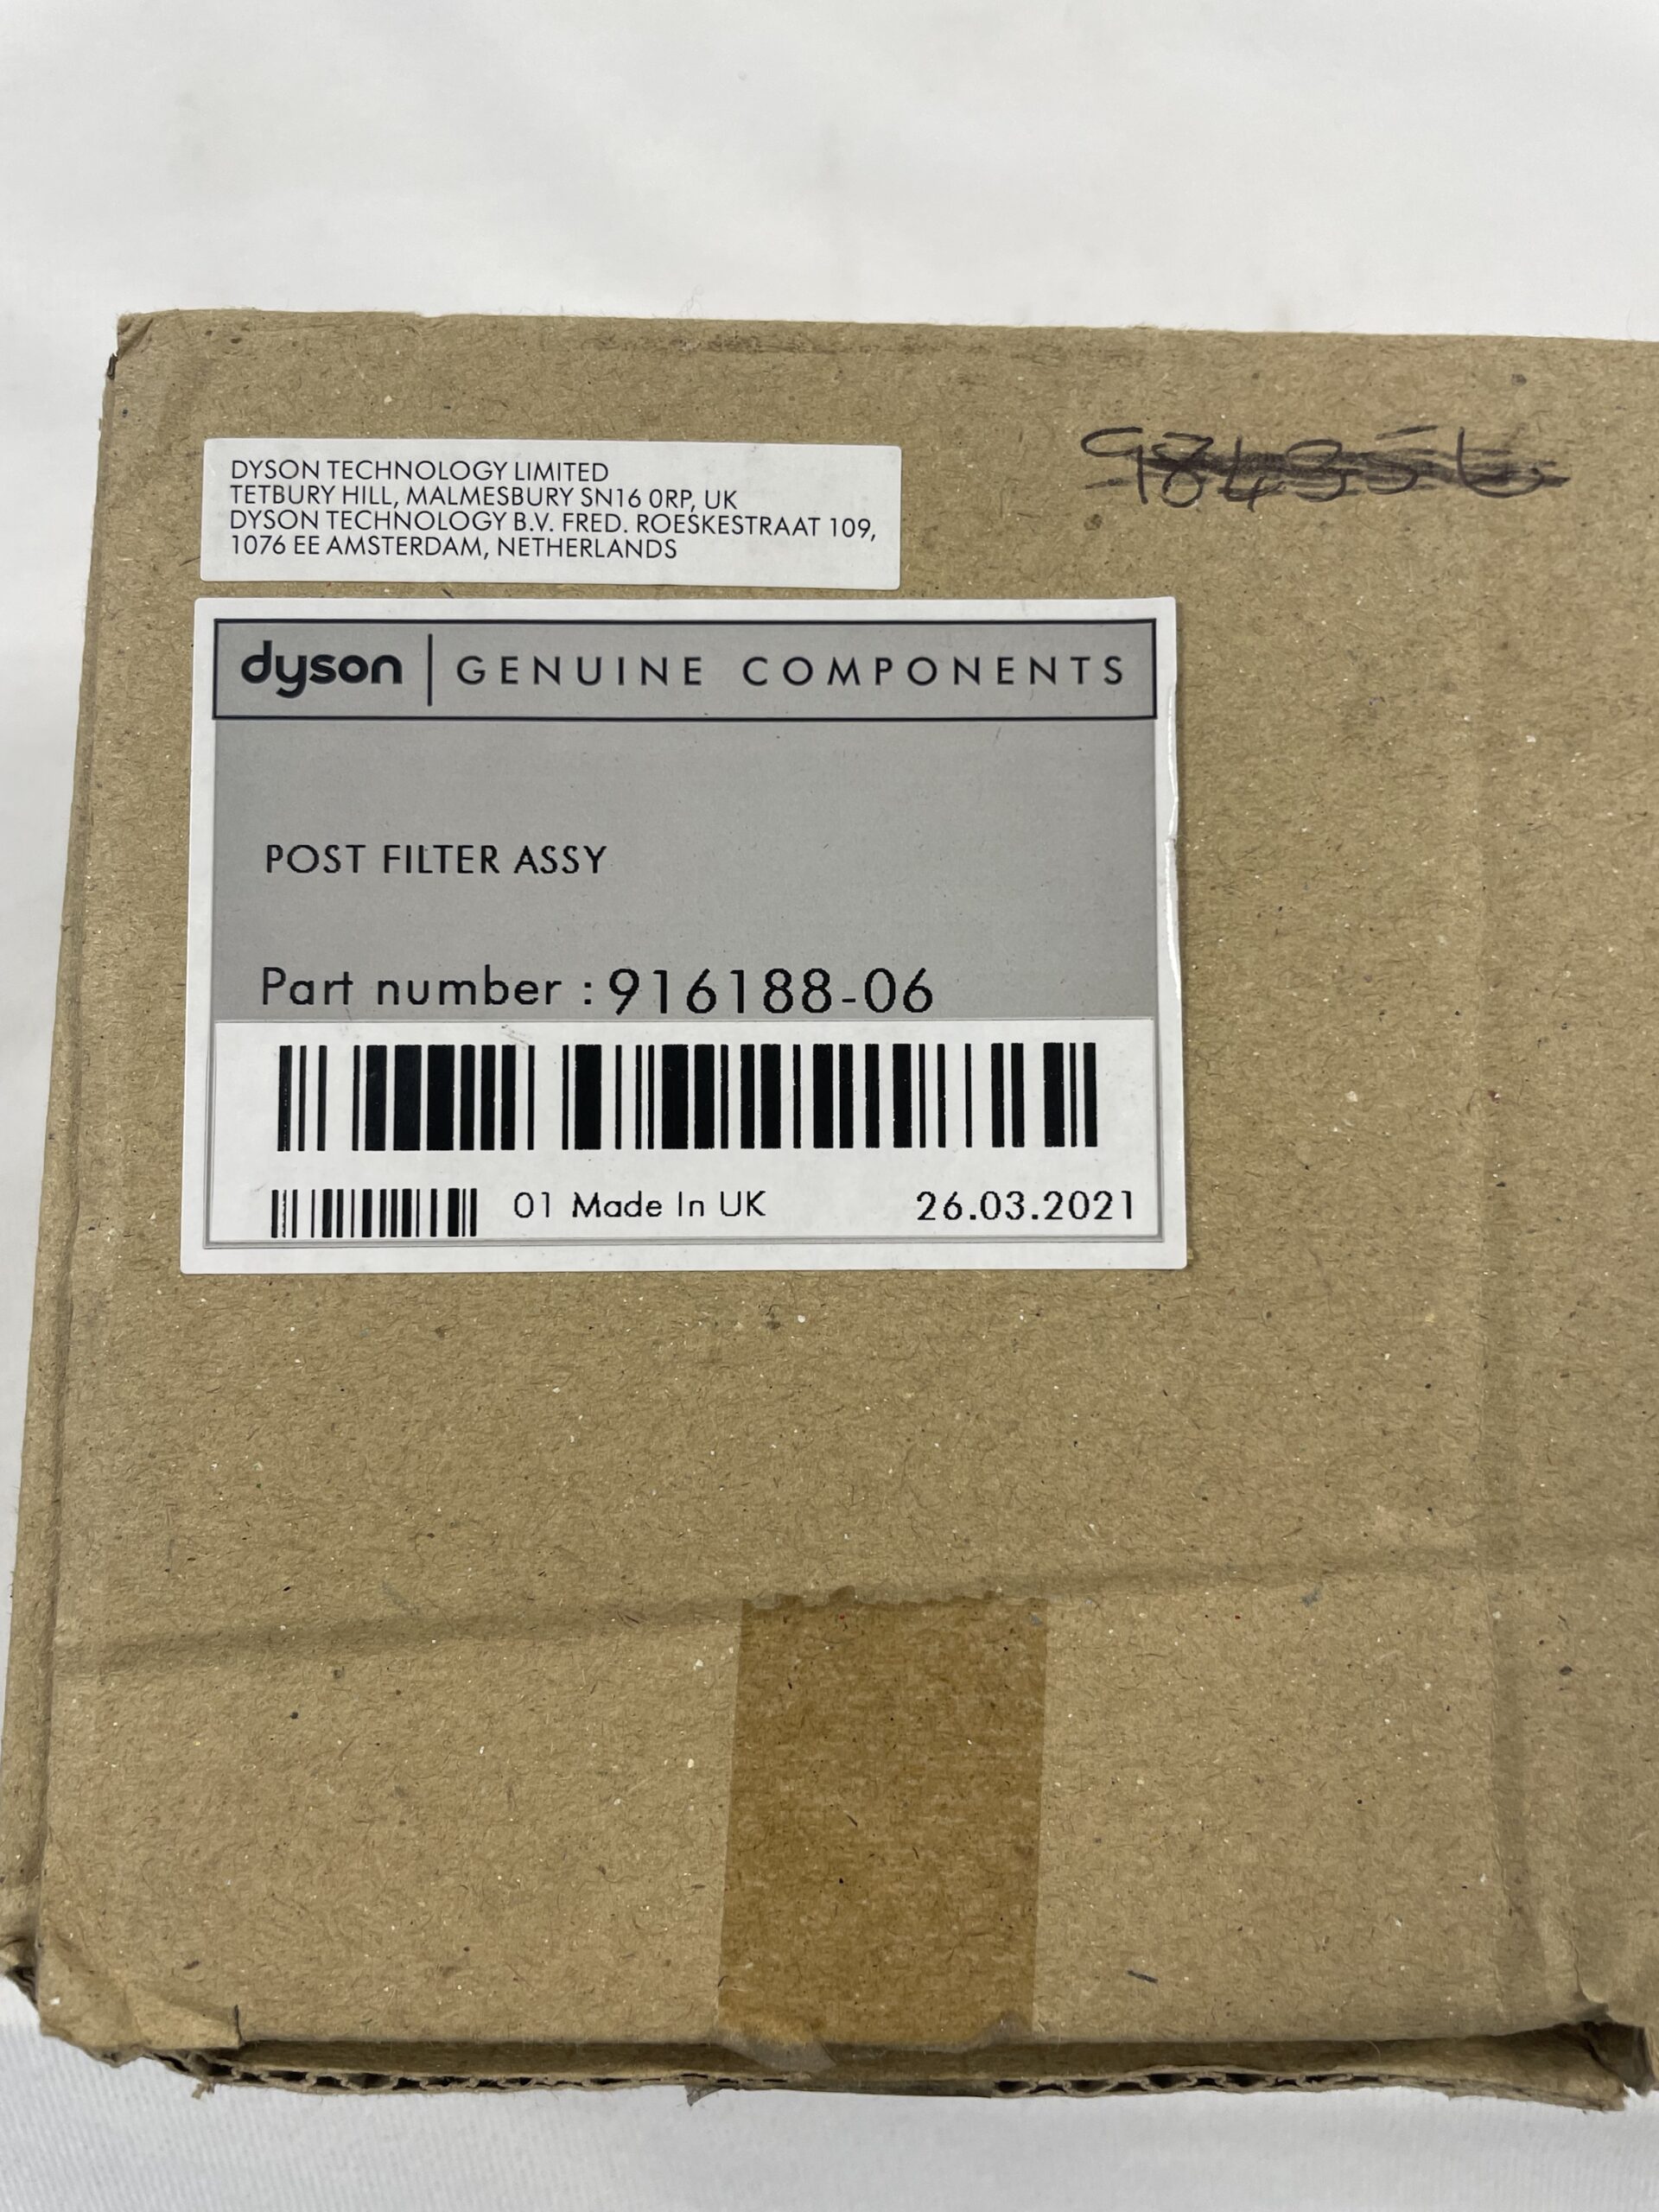 DYSON TECHNOLOGY LIMITED
TETBURY HILL, MALMESBURY SN16 0RP, UK
DYSON TECHNOLOGY B.V. FRED. ROESKESTRAAT 109,
1076 EE AMSTERDAM, NETHERLANDS
dyson | GENUINE COMPONENTS
POST FILTER ASSY
Part number : 916188-06
01 Made In UK 26.03.2021